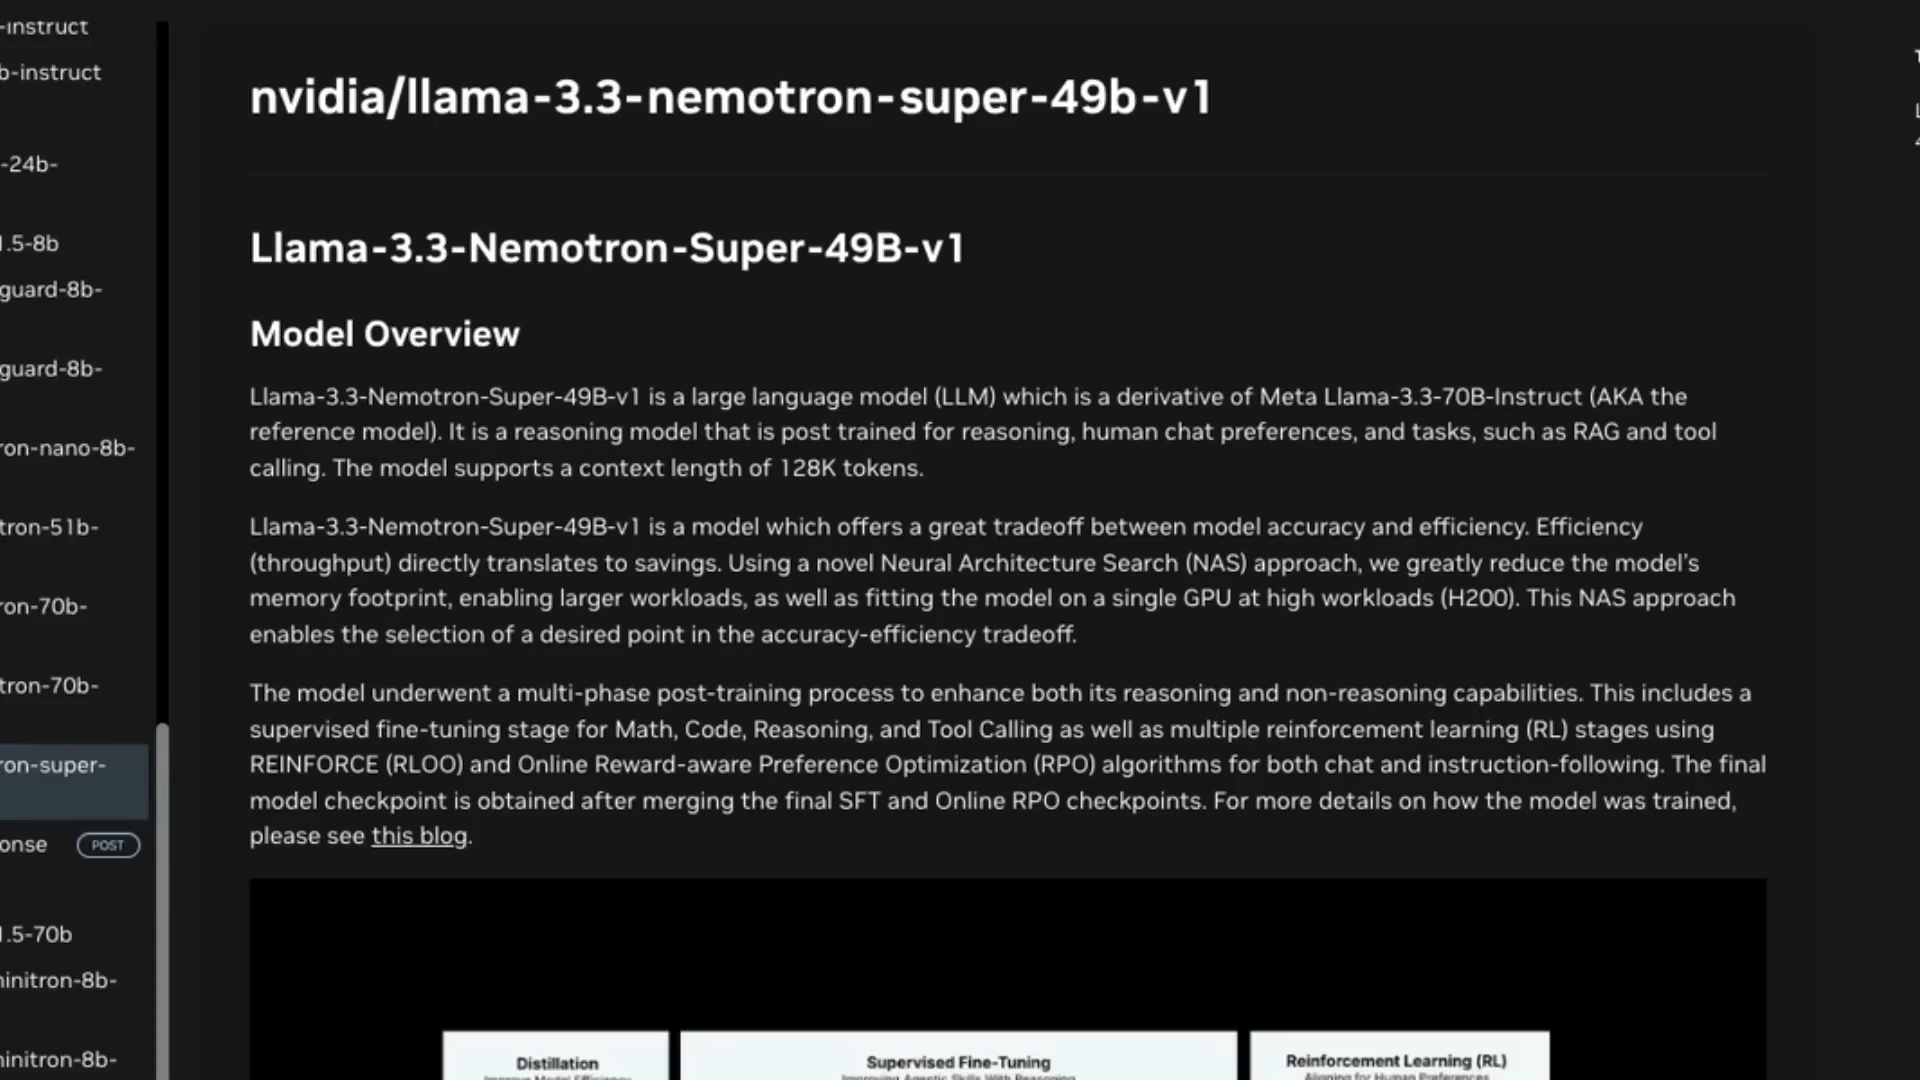 -instruct
b-instruct
-24b-
1.5-8b
guard-8b-
guard-8b-
ron-nano-8b-
tron-51b-
ron-70b-
tron-70b-
ron-super-
onse POST
1.5-70b
ninitron-8b-
ninitron-8b-
nvidia/llama-3.3-nemotron-super-49b-v1
Llama-3.3-Nemotron-Super-49B-v1
Model Overview
Llama-3.3-Nemotron-Super-49B-v1 is a large language model (LLM) which is a derivative of Meta Llama-3.3-70B-Instruct (AKA the
reference model). It is a reasoning model that is post trained for reasoning, human chat preferences, and tasks, such as RAG and tool
calling. The model supports a context length of 128K tokens.
Llama-3.3-Nemotron-Super-49B-v1 is a model which offers a great tradeoff between model accuracy and efficiency. Efficiency
(throughput) directly translates to savings. Using a novel Neural Architecture Search (NAS) approach, we greatly reduce the model's
memory footprint, enabling larger workloads, as well as fitting the model on a single GPU at high workloads (H200). This NAS approach
enables the selection of a desired point in the accuracy-efficiency tradeoff.
The model underwent a multi-phase post-training process to enhance both its reasoning and non-reasoning capabilities. This includes a
supervised fine-tuning stage for Math, Code, Reasoning, and Tool Calling as well as multiple reinforcement learning (RL) stages using
REINFORCE (RLOO) and Online Reward-aware Preference Optimization (RPO) algorithms for both chat and instruction-following. The final
model checkpoint is obtained after merging the final SFT and Online RPO checkpoints. For more details on how the model was trained,
please see this blog.
Distillation
Supervised Fine-Tuning
Improving Agentic Skills With Reasoning
Reinforcement Learning (RL)
Aligning for Human Preferences